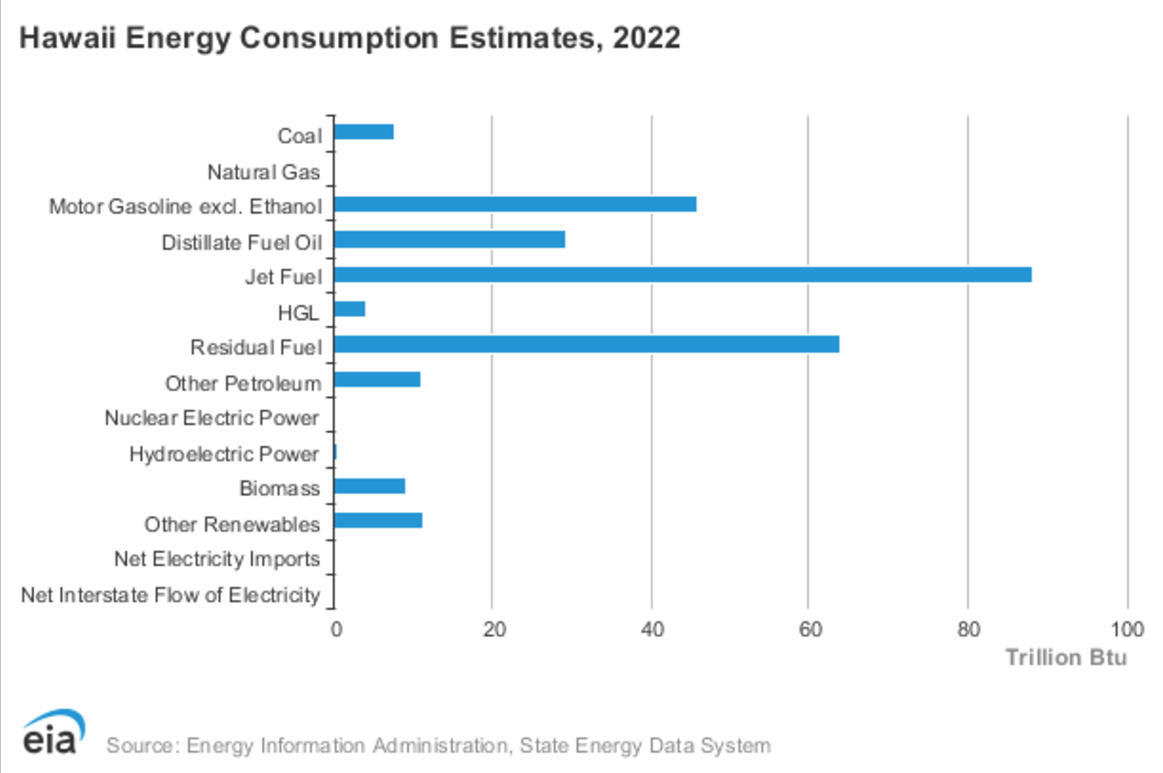 Hawaii Energy Consumption Estimates, 2022
Coal
Natural Gas
Motor Gasoline excl. Ethanol
Distillate Fuel Oil
Jet Fuel
HGL
Residual Fuel
Other Petroleum
Nuclear Electric Power
Hydroelectric Power
Biomass
Other Renewables
Net Electricity Imports
Net Interstate Flow of Electricity
0 20 40 60 80 100
Trillion Btu
eia
Source: Energy Information Administration, State Energy Data System